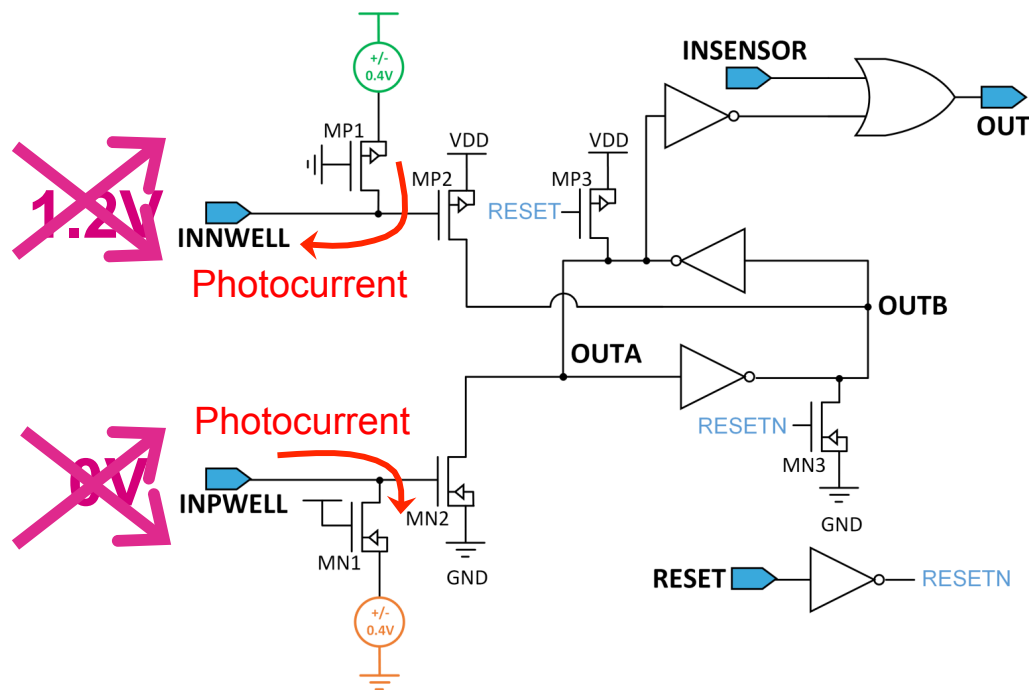 +/-
0.4V
INSENSOR
OUT
MP1
VDD
VDD
MP2
MP3
1.2V
RESET
INNWELL
Photocurrent
OUTB
OUTA
Photocurrent
RESETN
0V
INPWELL
MN2
MN3
MN1
GND
GND
RESET
RESETN
+/-
0.4V